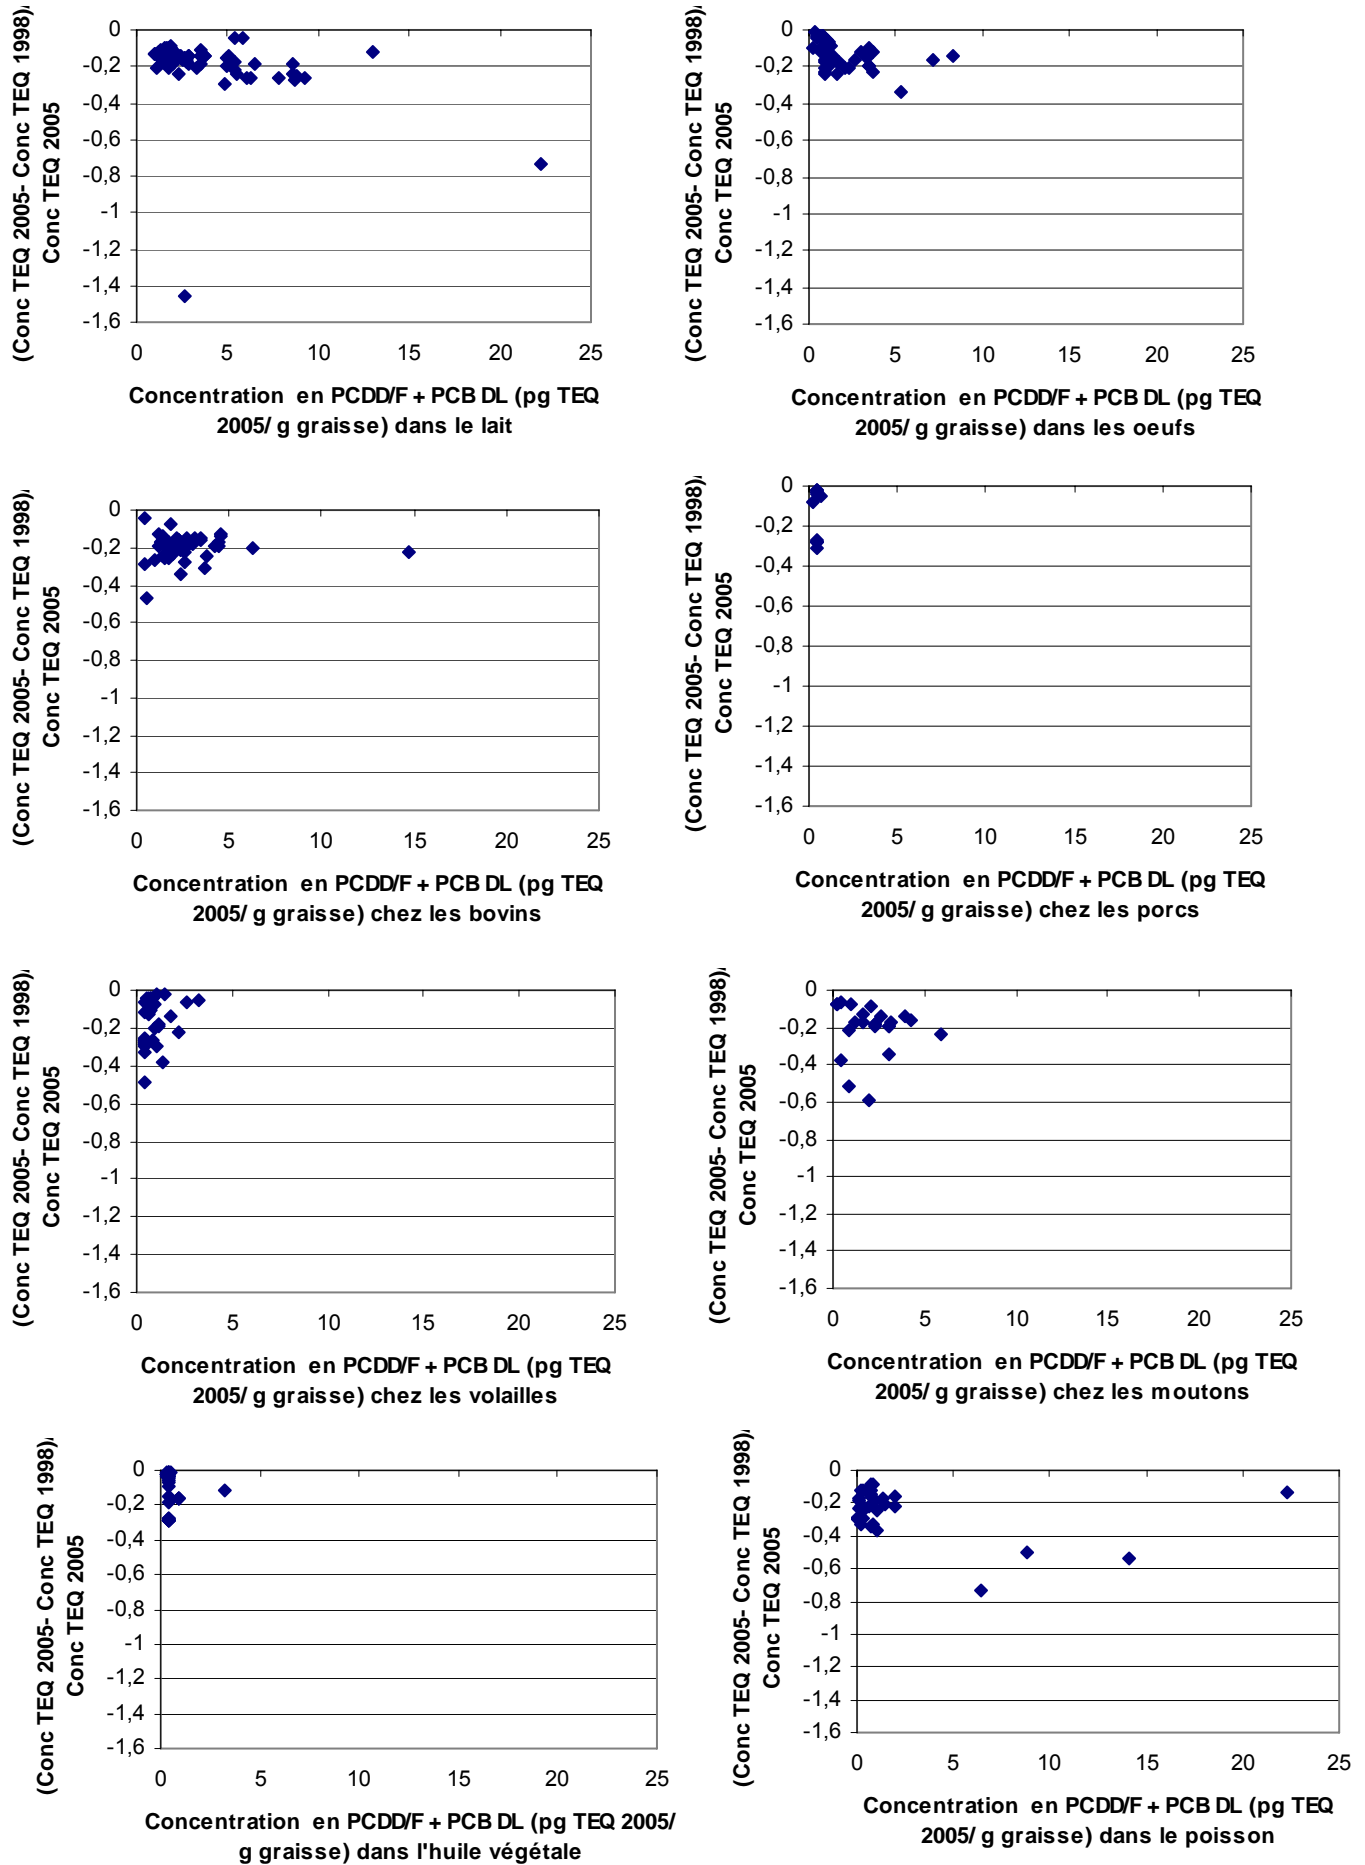 (Conc TEQ 2005- Conc TEQ 1998)/
Conc TEQ 2005
0
-0,2
-0,4
-0,6
-0,8
-1
-1,2
-1,4
-1,6
0 5 10 15 20 25
Concentration en PCDD/F + PCB DL (pg TEQ
2005/ g graisse) dans le lait
(Conc TEQ 2005- Conc TEQ 1998)/
Conc TEQ 2005
0
-0,2
-0,4
-0,6
-0,8
-1
-1,2
-1,4
-1,6
0 5 10 15 20 25
Concentration en PCDD/F + PCB DL (pg TEQ
2005/ g graisse) dans les oeufs
(Conc TEQ 2005- Conc TEQ 1998)/
Conc TEQ 2005
0
-0,2
-0,4
-0,6
-0,8
-1
-1,2
-1,4
-1,6
0 5 10 15 20 25
Concentration en PCDD/F + PCB DL (pg TEQ
2005/ g graisse) chez les bovins
(Conc TEQ 2005- Conc TEQ 1998)/
Conc TEQ 2005
0
-0,2
-0,4
-0,6
-0,8
-1
-1,2
-1,4
-1,6
0 5 10 15 20 25
Concentration en PCDD/F + PCB DL (pg TEQ
2005/ g graisse) chez les porcs
(Conc TEQ 2005- Conc TEQ 1998)/
Conc TEQ 2005
0
-0,2
-0,4
-0,6
-0,8
-1
-1,2
-1,4
-1,6
0 5 10 15 20 25
Concentration en PCDD/F + PCB DL (pg TEQ
2005/ g graisse) chez les volailles
(Conc TEQ 2005- Conc TEQ 1998)/
Conc TEQ 2005
0
-0,2
-0,4
-0,6
-0,8
-1
-1,2
-1,4
-1,6
0 5 10 15 20 25
Concentration en PCDD/F + PCB DL (pg TEQ
2005/ g graisse) chez les moutons
(Conc TEQ 2005- Conc TEQ 1998)/
Conc TEQ 2005
0
-0,2
-0,4
-0,6
-0,8
-1
-1,2
-1,4
-1,6
0 5 10 15 20 25
Concentration en PCDD/F + PCB DL (pg TEQ 2005/
g graisse) dans l'huile végétale
(Conc TEQ 2005- Conc TEQ 1998)/
Conc TEQ 2005
0
-0,2
-0,4
-0,6
-0,8
-1
-1,2
-1,4
-1,6
0 5 10 15 20 25
Concentration en PCDD/F + PCB DL (pg TEQ
2005/ g graisse) dans le poisson